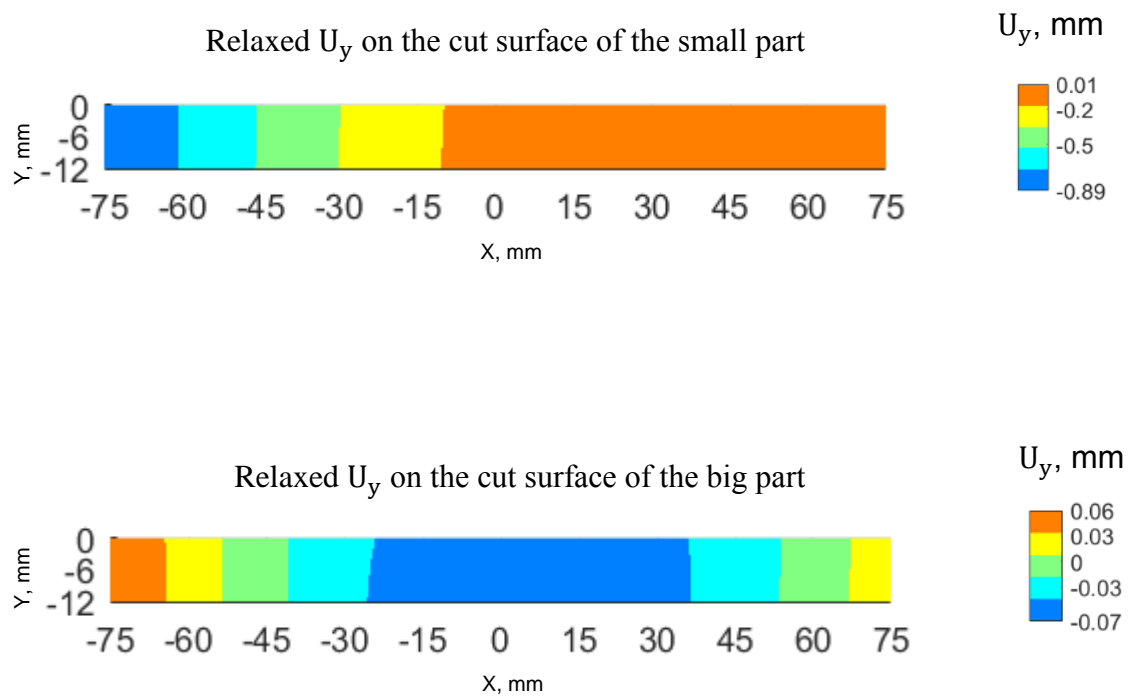 Relaxed Uy on the cut surface of the small part
Uy, mm
0.01
-0.2
-0.5
-0.89
Y, mm
0
-6
-12
-75 -60 -45 -30 -15 0 15 30 45 60 75
X, mm
Relaxed Uy on the cut surface of the big part
Uy, mm
0.06
0.03
0
-0.03
-0.07
Y, mm
0
-6
-12
-75 -60 -45 -30 -15 0 15 30 45 60 75
X, mm